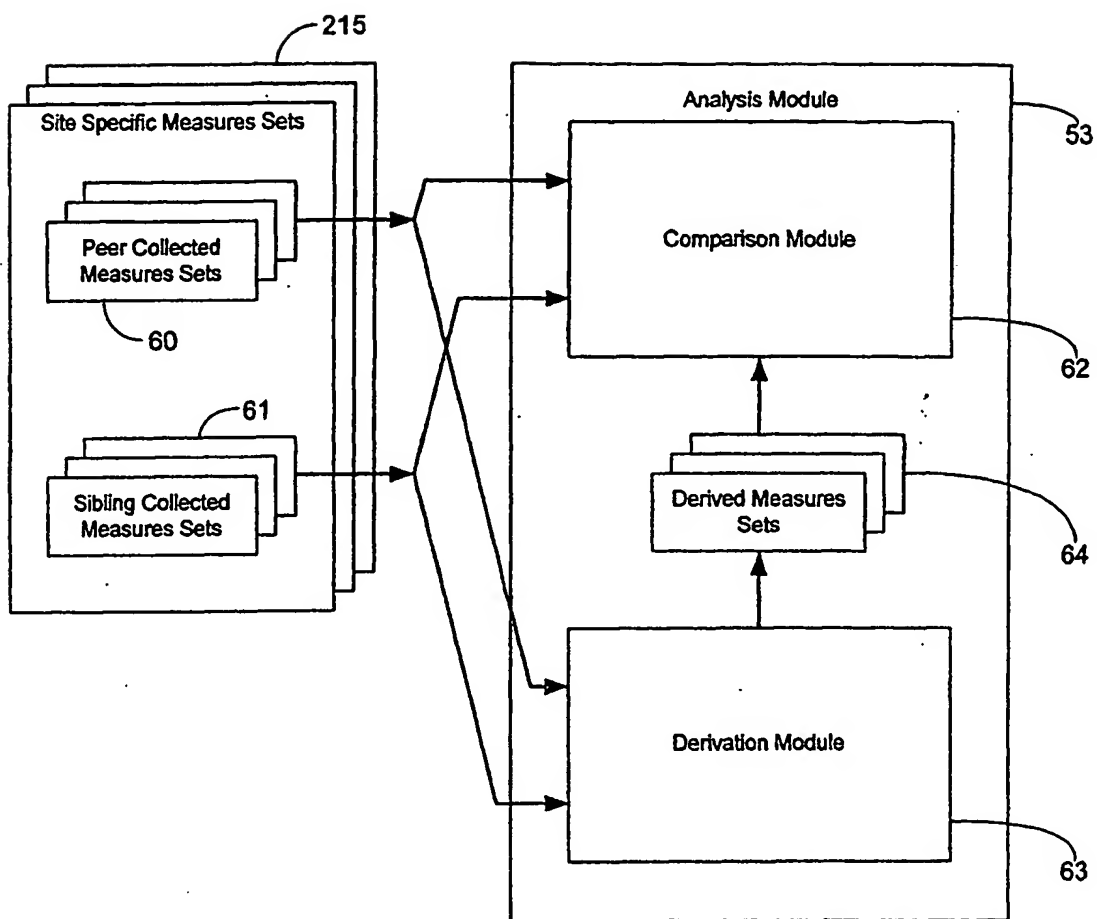 215
Site Specific Measures Sets
Peer Collected
Measures Sets
60
61
Sibling Collected
Measures Sets
Analysis Module
53
Comparison Module
62
Derived Measures
Sets
64
Derivation Module
63